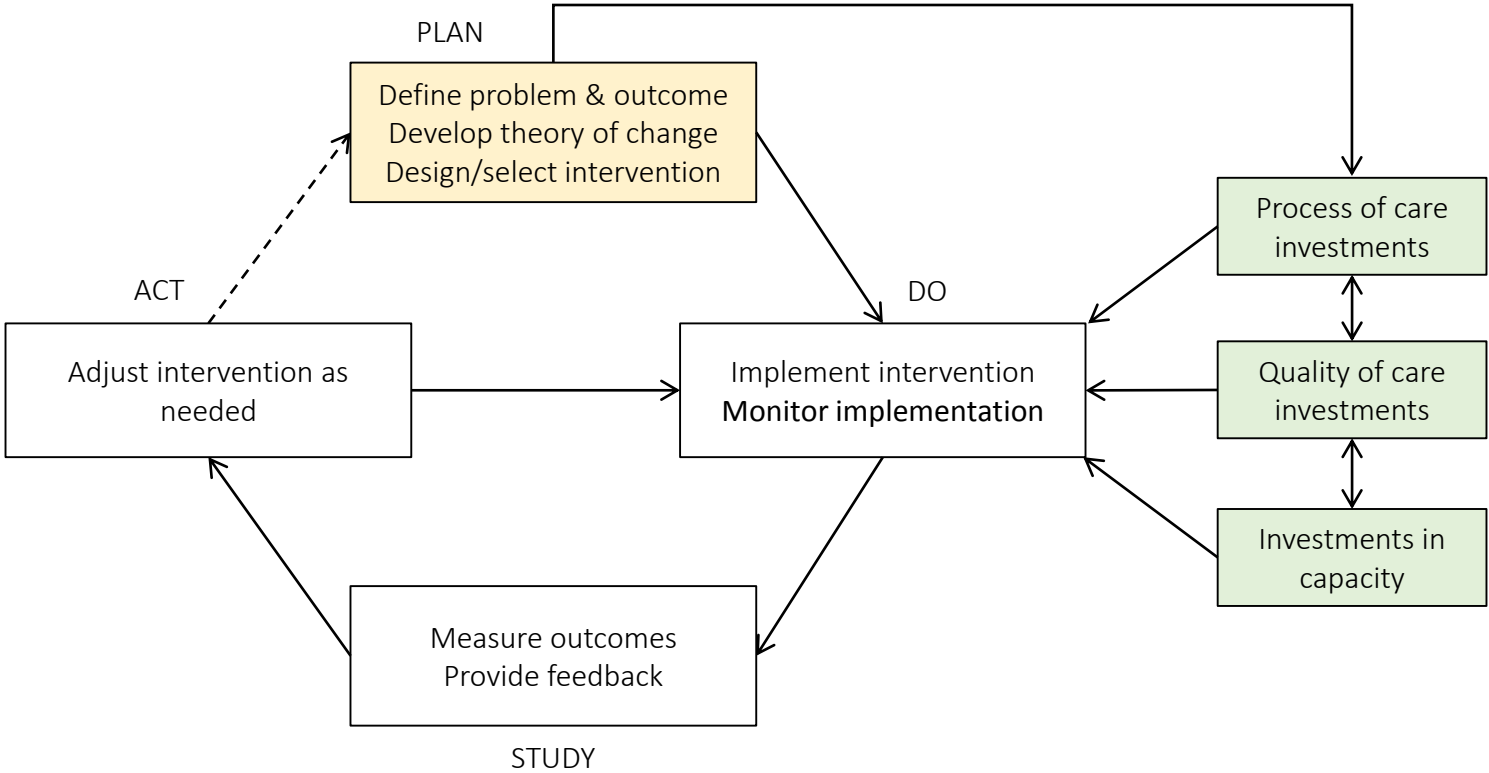 PLAN
Define problem & outcome
Develop theory of change
Design/select intervention
Process of care
investments
ACT
DO
Adjust intervention as
needed
Implement intervention
Monitor implementation
Quality of care
investments
Investments in
capacity
Measure outcomes
Provide feedback
STUDY